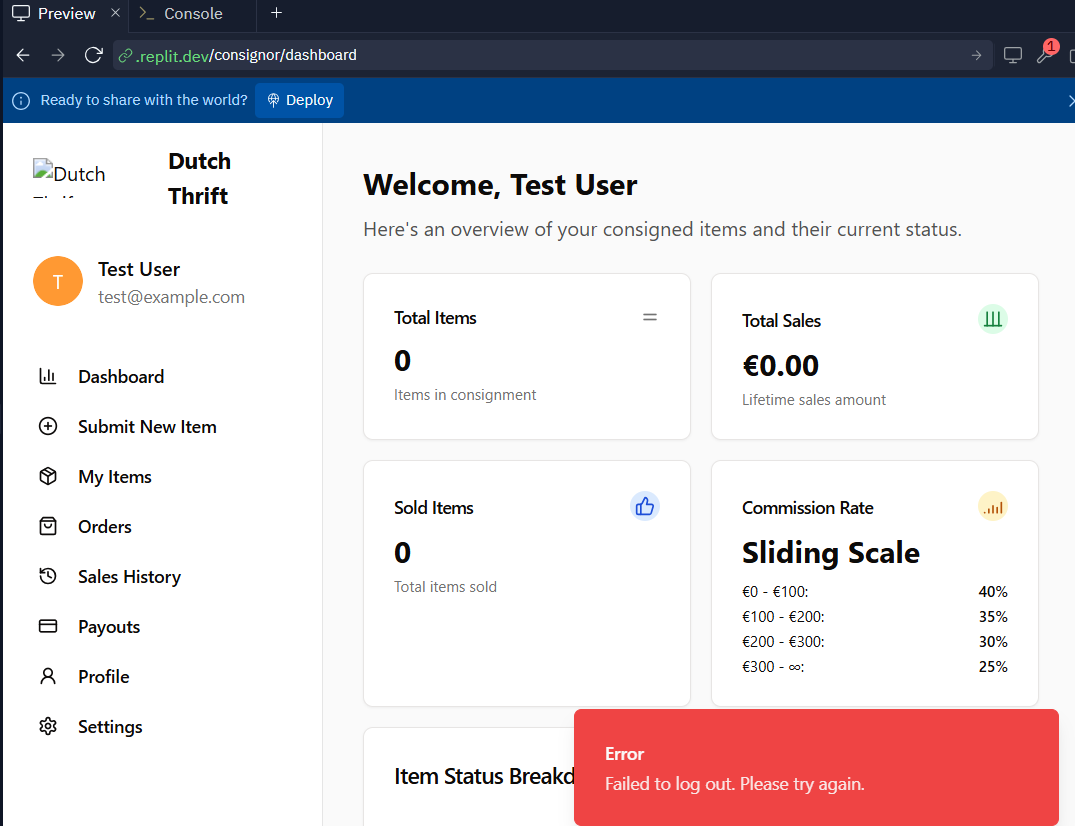 Preview
Console
.replit.dev/consignor/dashboard
1
Ready to share with the world?
Deploy
Dutch
Dutch
Thrift
T
Test User
test@example.com
Dashboard
Submit New Item
My Items
Orders
Sales History
Payouts
Profile
Settings
Welcome, Test User
Here's an overview of your consigned items and their current status.
Total Items
0
Items in consignment
Total Sales
€0.00
Lifetime sales amount
Sold Items
0
Total items sold
Commission Rate
Sliding Scale
€0 - €100: 40%
€100 - €200: 35%
€200 - €300: 30%
€300 - ∞: 25%
Item Status Breakd
Error
Failed to log out. Please try again.